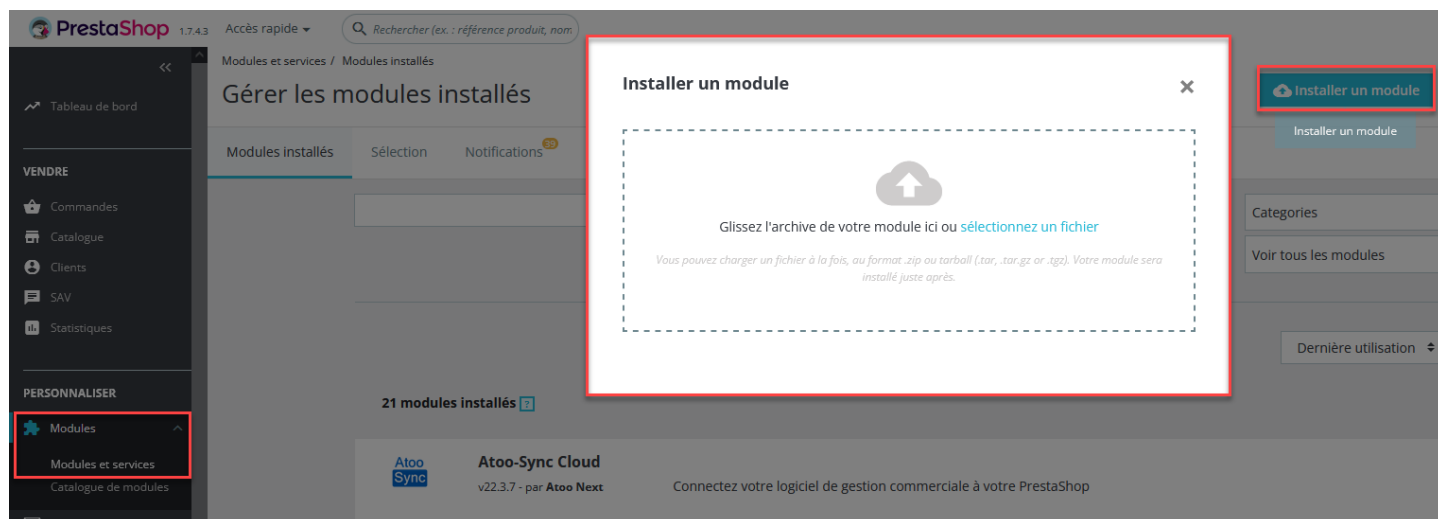 PrestaShop 1.7.4.3 Accès rapide Rechercher (ex. : référence produit, nom
Modules et services / Modules installés
Gérer les modules installés
Installer un module
Installer un module
Installer un module
Tableau de bord
Modules installés Sélection Notifications 39
VENDRE
Commandes
Catalogue
Clients
SAV
Statistiques
Glissez l'archive de votre module ici ou sélectionnez un fichier
Vous pouvez charger un fichier à la fois, au format .zip ou tarball (.tar, .tar.gz or .tgz). Votre module sera
installé juste après.
Categories
Voir tous les modules
Dernière utilisation
PERSONNALISER
Modules
Modules et services
Catalogue de modules
21 modules installés ?
Atoo
Sync
Atoo-Sync Cloud
v22.3.7 - par Atoo Next
Connectez votre logiciel de gestion commerciale à votre PrestaShop